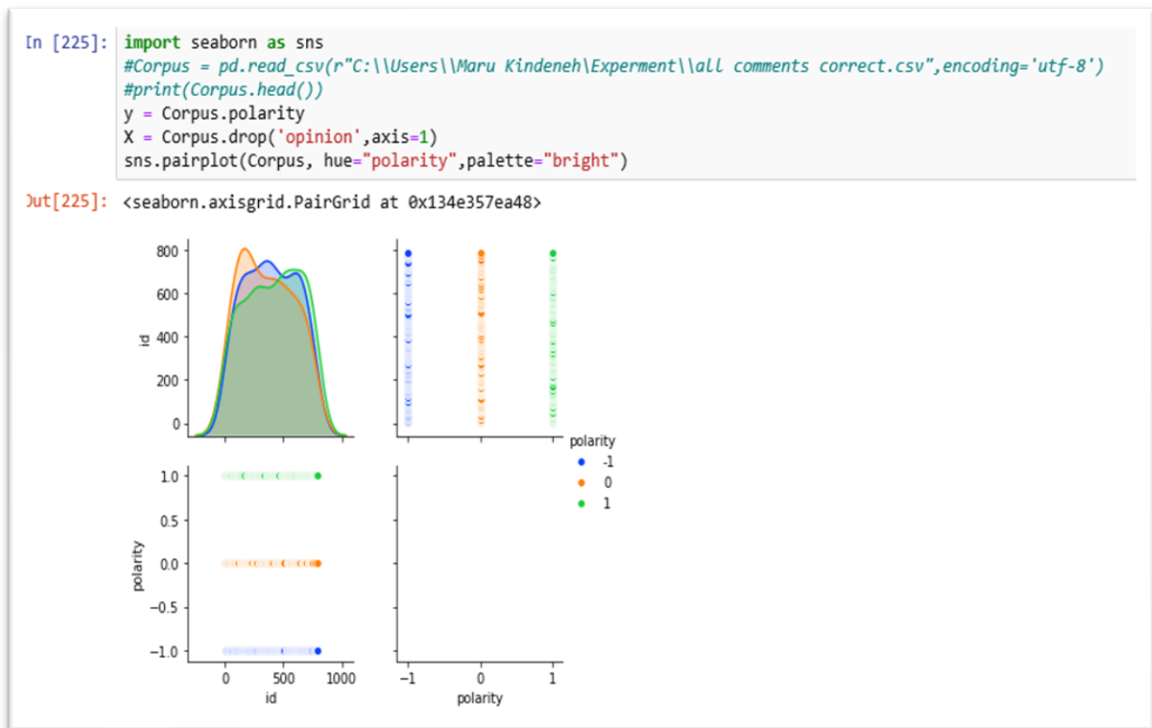 In [225]:
import seaborn as sns
#Corpus = pd.read_csv(r"C:\\Users\\Maru Kindeneh\Experment\\all comments correct.csv",encoding='utf-8')
#print(Corpus.head())
y = Corpus.polarity
X = Corpus.drop('opinion',axis=1)
sns.pairplot(Corpus, hue="polarity",palette="bright")
Out[225]: <seaborn.axisgrid.PairGrid at 0x134e357ea48>
800
600
400
200
0
id
polarity
-1
0
1
1.0
0.5
0.0
−0.5
−1.0
polarity
0 500 1000
id
−1 0 1
polarity